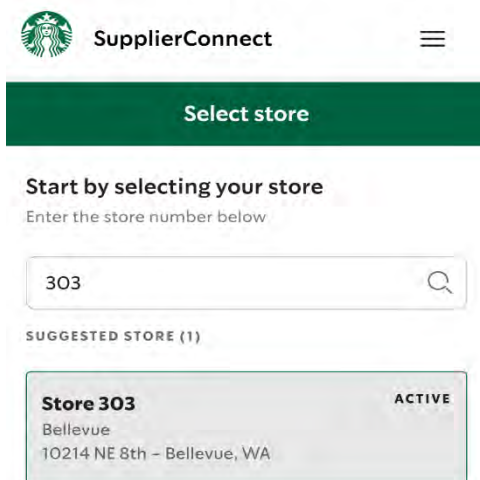 SupplierConnect
Select store
Start by selecting your store
Enter the store number below
303
SUGGESTED STORE (1)
Store 303
ACTIVE
Bellevue
10214 NE 8th – Bellevue, WA